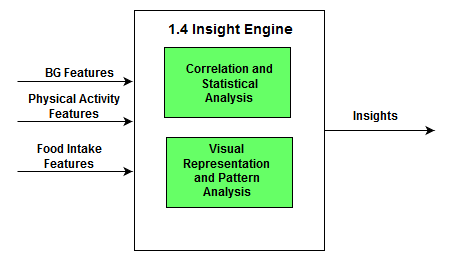 1.4 Insight Engine
BG Features
Physical Activity
Features
Food Intake
Features
Correlation and
Statistical
Analysis
Visual
Representation
and Pattern
Analysis
Insights